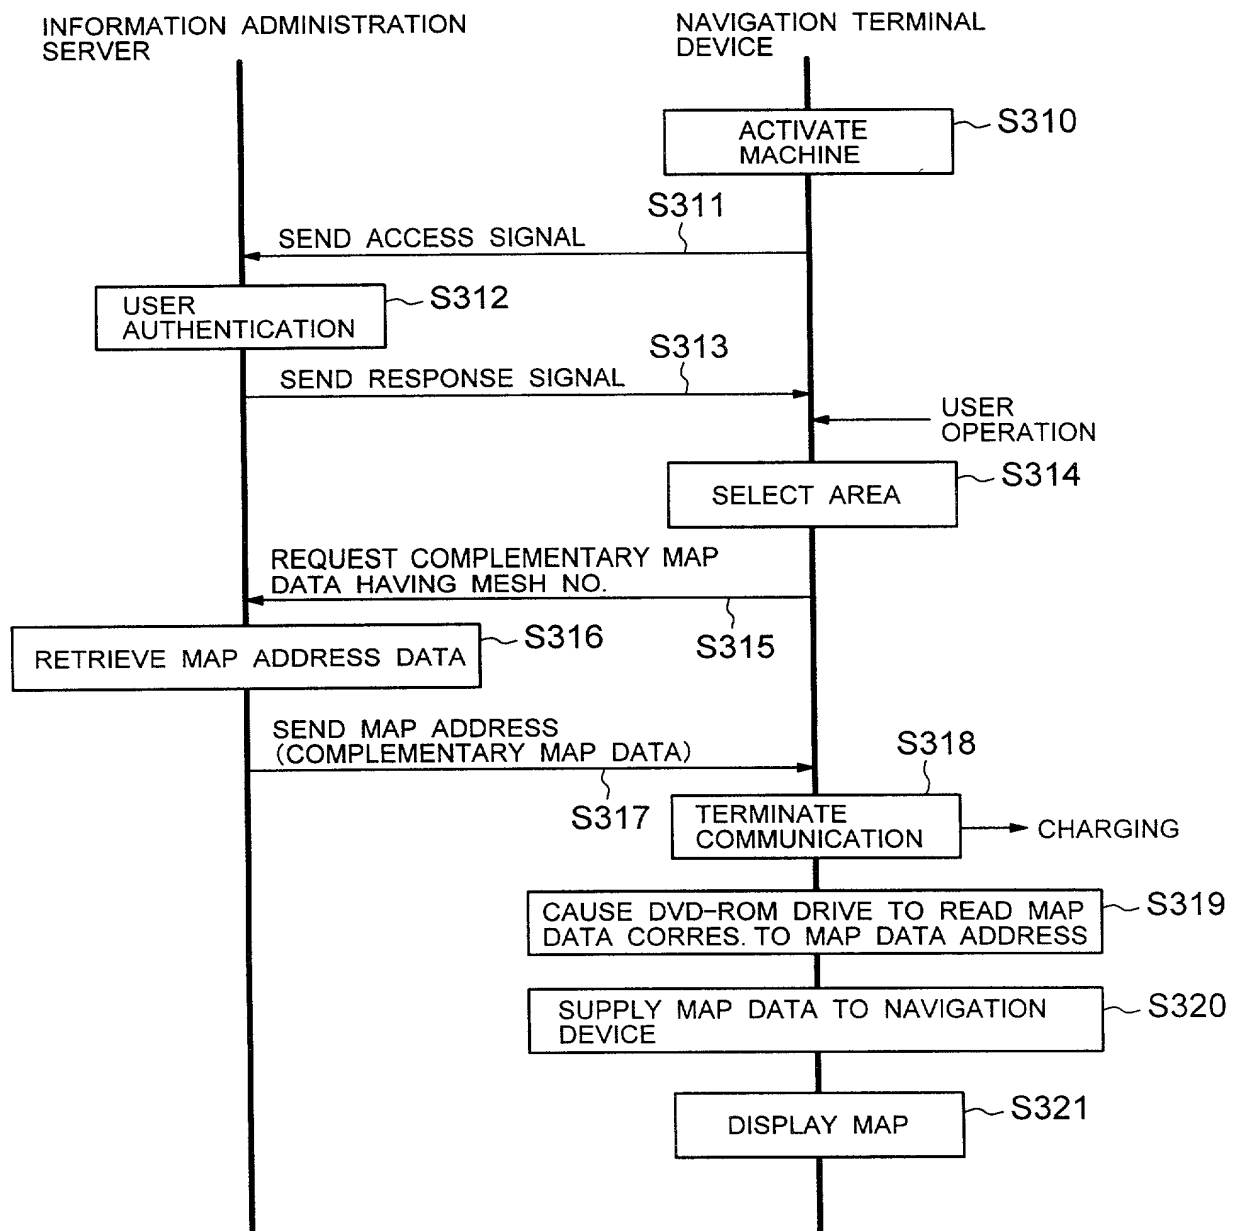 INFORMATION ADMINISTRATION
SERVER
NAVIGATION TERMINAL
DEVICE
ACTIVATE
MACHINE
S310
S311
SEND ACCESS SIGNAL
USER
AUTHENTICATION
S312
S313
SEND RESPONSE SIGNAL
USER
OPERATION
SELECT AREA
S314
REQUEST COMPLEMENTARY MAP
DATA HAVING MESH NO.
S315
RETRIEVE MAP ADDRESS DATA
S316
SEND MAP ADDRESS
(COMPLEMENTARY MAP DATA)
S317
S318
TERMINATE
COMMUNICATION
CHARGING
CAUSE DVD-ROM DRIVE TO READ MAP
DATA CORRES. TO MAP DATA ADDRESS
S319
SUPPLY MAP DATA TO NAVIGATION
DEVICE
S320
DISPLAY MAP
S321